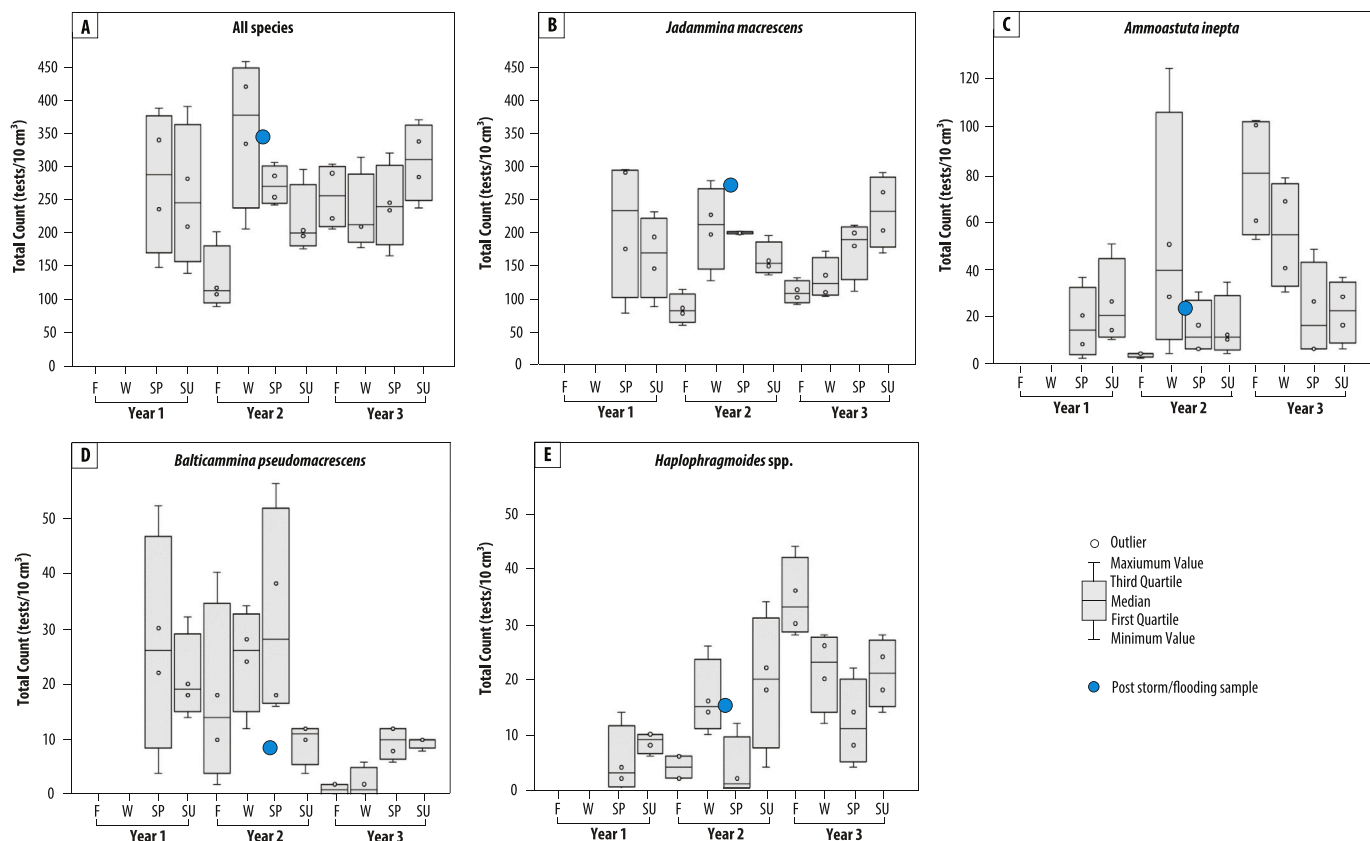 A
All species
Total Count (tests/10 cm³)
450
400
350
300
250
200
150
100
50
0
F W SP SU F W SP SU F W SP SU
Year 1 Year 2 Year 3
B
Jadammina macrescens
Total Count (tests/10 cm³)
450
400
350
300
250
200
150
100
50
0
F W SP SU F W SP SU F W SP SU
Year 1 Year 2 Year 3
C
Ammoastuta inepta
Total Count (tests/10 cm³)
120
100
80
60
40
20
0
F W SP SU F W SP SU F W SP SU
Year 1 Year 2 Year 3
D
Balticammina pseudomacrescens
Total Count (tests/10 cm³)
50
40
30
20
10
0
F W SP SU F W SP SU F W SP SU
Year 1 Year 2 Year 3
E
Haplophragmoides spp.
Total Count (tests/10 cm³)
50
40
30
20
10
0
F W SP SU F W SP SU F W SP SU
Year 1 Year 2 Year 3
Outlier
Maxiumum Value
Third Quartile
Median
First Quartile
Minimum Value
Post storm/flooding sample